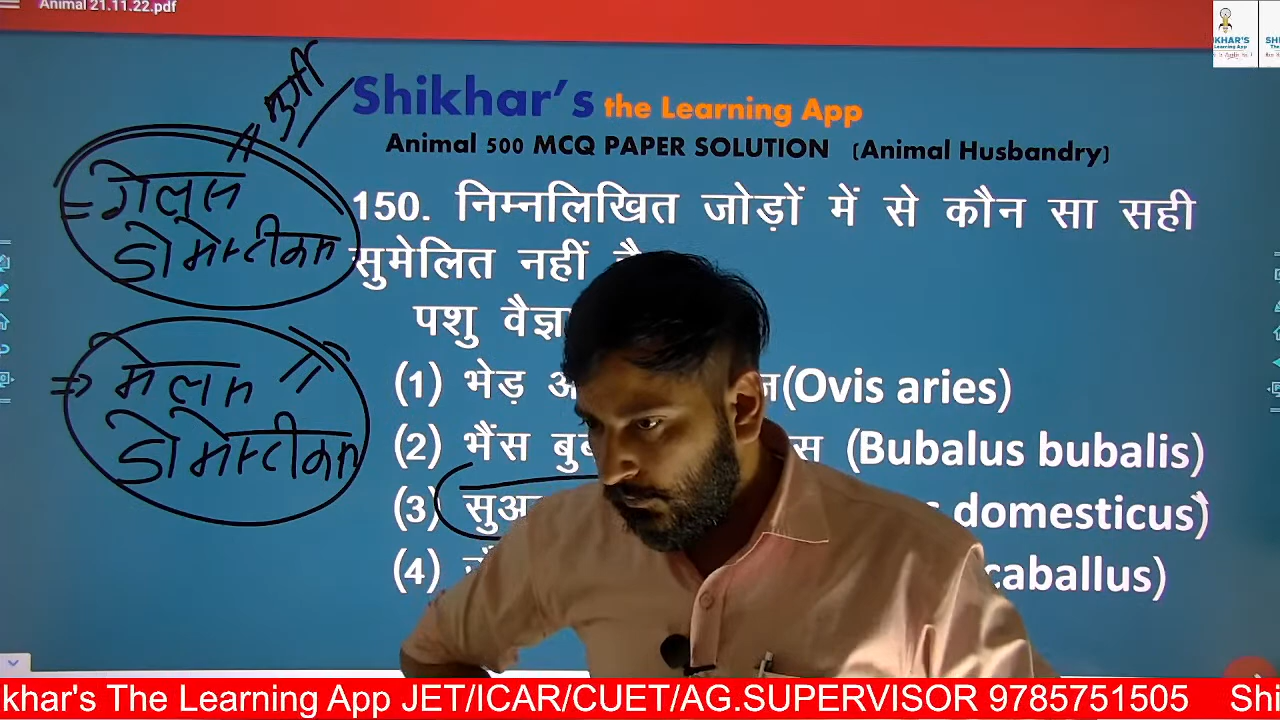 Animal 21.11.22.pdf
KHAR'S
मुर्गी
Shikhar's the Learning App
Animal 500 MCQ PAPER SOLUTION (Animal Husbandry)
150. निम्नलिखित जोड़ों में से कौन सा सही
सुमेलित नहीं
पशु
(1) भेड़ (Ovis aries)
(2) भैंस (Bubalus bubalis)
(3) domesticus)
(4) caballus)
= गेलुस
डोमेस्टीकस
=> मेलस
डोमेस्टीकस
khar's The Learning App JET/ICAR/CUET/AG.SUPERVISOR 9785751505 Shi